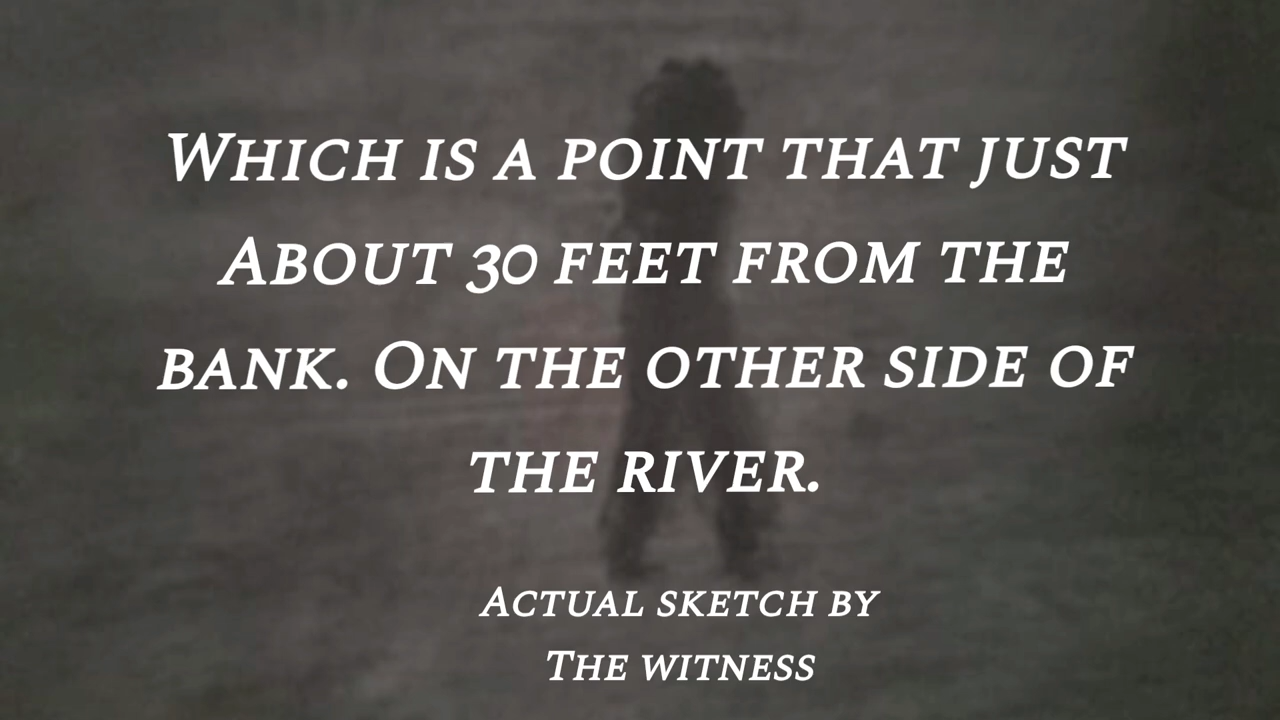 Which is a point that just
About 30 feet from the
bank. On the other side of
the river.
Actual sketch by
The witness